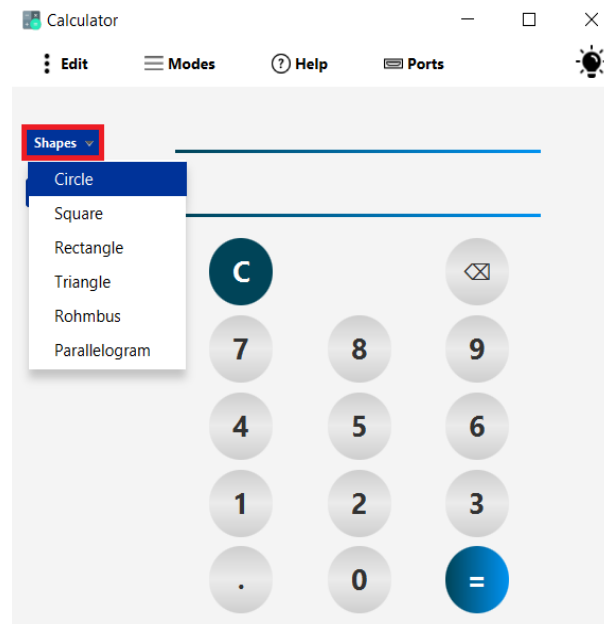 Calculator
Edit Modes Help Ports
Shapes
Circle
Square
Rectangle
Triangle
Rohmbus
Parallelogram
C ⌫
7 8 9
4 5 6
1 2 3
. 0 =